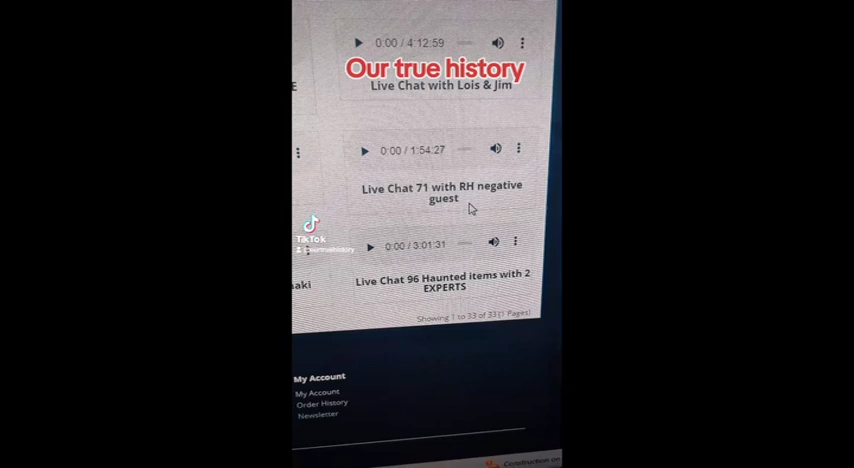 0:00 / 4:12:59
Our true history
E
Live Chat with Lois & Jim
0:00 / 1:54:27
Live Chat 71 with RH negative
guest
TikTok
0:00 / 3:01:31
Live Chat 96 Haunted items with 2
EXPERTS
aki
Showing 1 to 33 of 33 (1 Pages)
My Account
My Account
Order History
Newsletter
Construction on